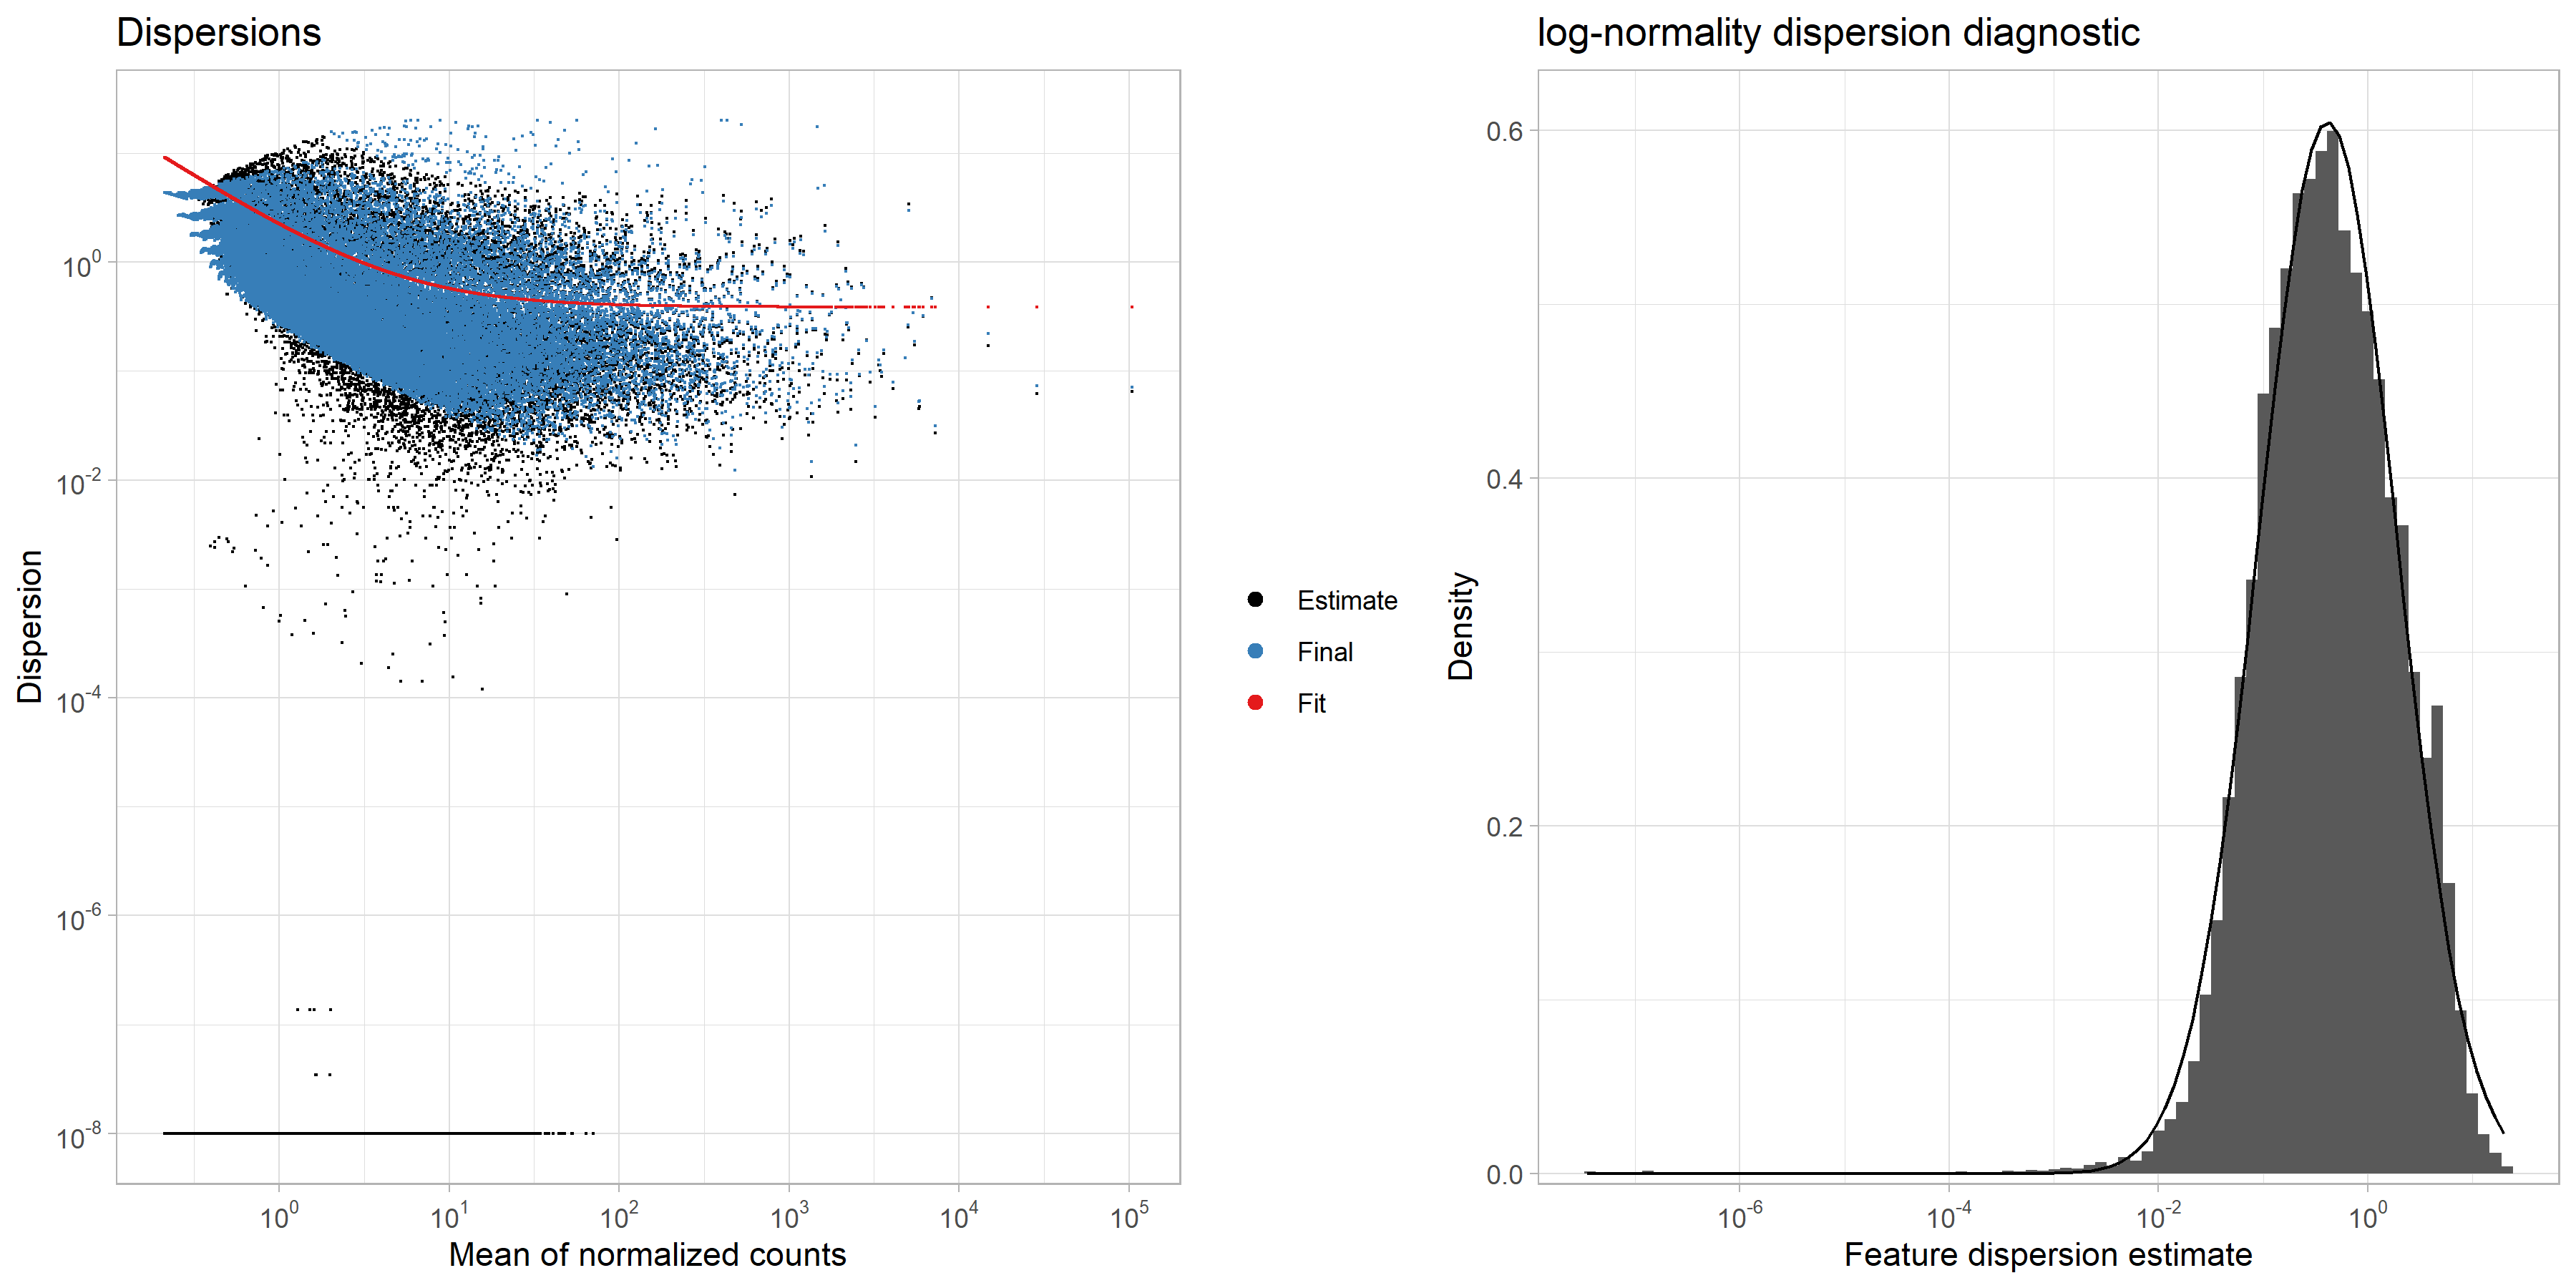 Dispersions
Dispersion
10^0
10^-2
10^-4
10^-6
10^-8
10^0 10^1 10^2 10^3 10^4 10^5
Mean of normalized counts
Estimate
Final
Fit
log-normality dispersion diagnostic
Density
0.6
0.4
0.2
0.0
10^-6 10^-4 10^-2 10^0
Feature dispersion estimate